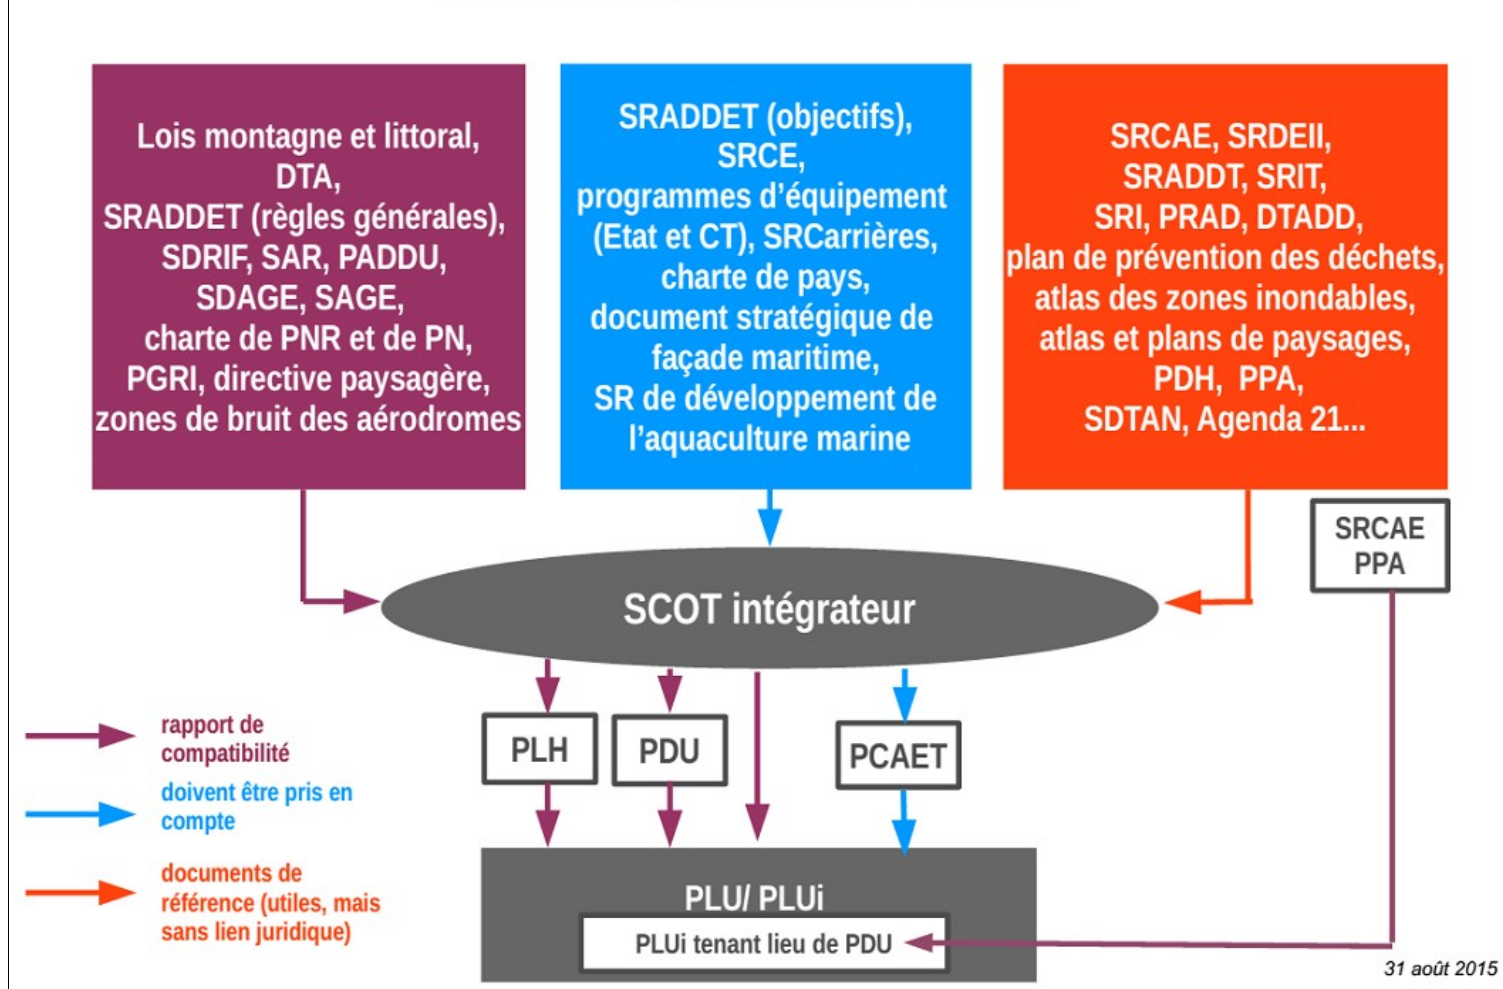 Lois montagne et littoral,
DTA,
SRADDET (règles générales),
SDRIF, SAR, PADDU,
SDAGE, SAGE,
charte de PNR et de PN,
PGRI, directive paysagère,
zones de bruit des aérodromes
SRADDET (objectifs),
SRCE,
programmes d’équipement
(Etat et CT), SRCarrières,
charte de pays,
document stratégique de
façade maritime,
SR de développement de
l’aquaculture marine
SRCAE, SRDEII,
SRADDT, SRIT,
SRI, PRAD, DTADD,
plan de prévention des déchets,
atlas des zones inondables,
atlas et plans de paysages,
PDH, PPA,
SDTAN, Agenda 21...
SRCAE
PPA
SCOT intégrateur
PLH
PDU
PCAET
rapport de
compatibilité
doivent être pris en
compte
documents de
référence (utiles, mais
sans lien juridique)
PLU/ PLUi
PLUi tenant lieu de PDU
31 août 2015